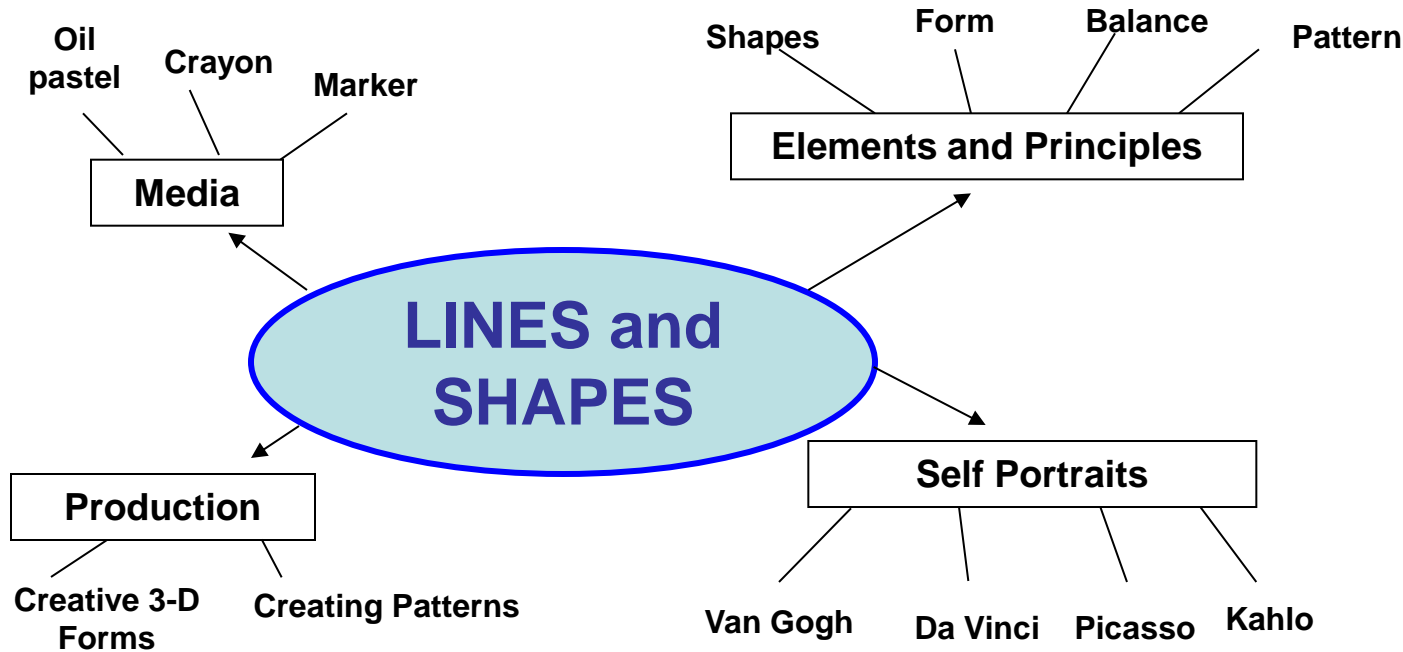 Oil
pastel
Crayon
Marker
Media
Shapes
Form
Balance
Pattern
Elements and Principles
LINES and
SHAPES
Production
Creative 3-D
Forms
Creating Patterns
Self Portraits
Van Gogh
Da Vinci
Picasso
Kahlo